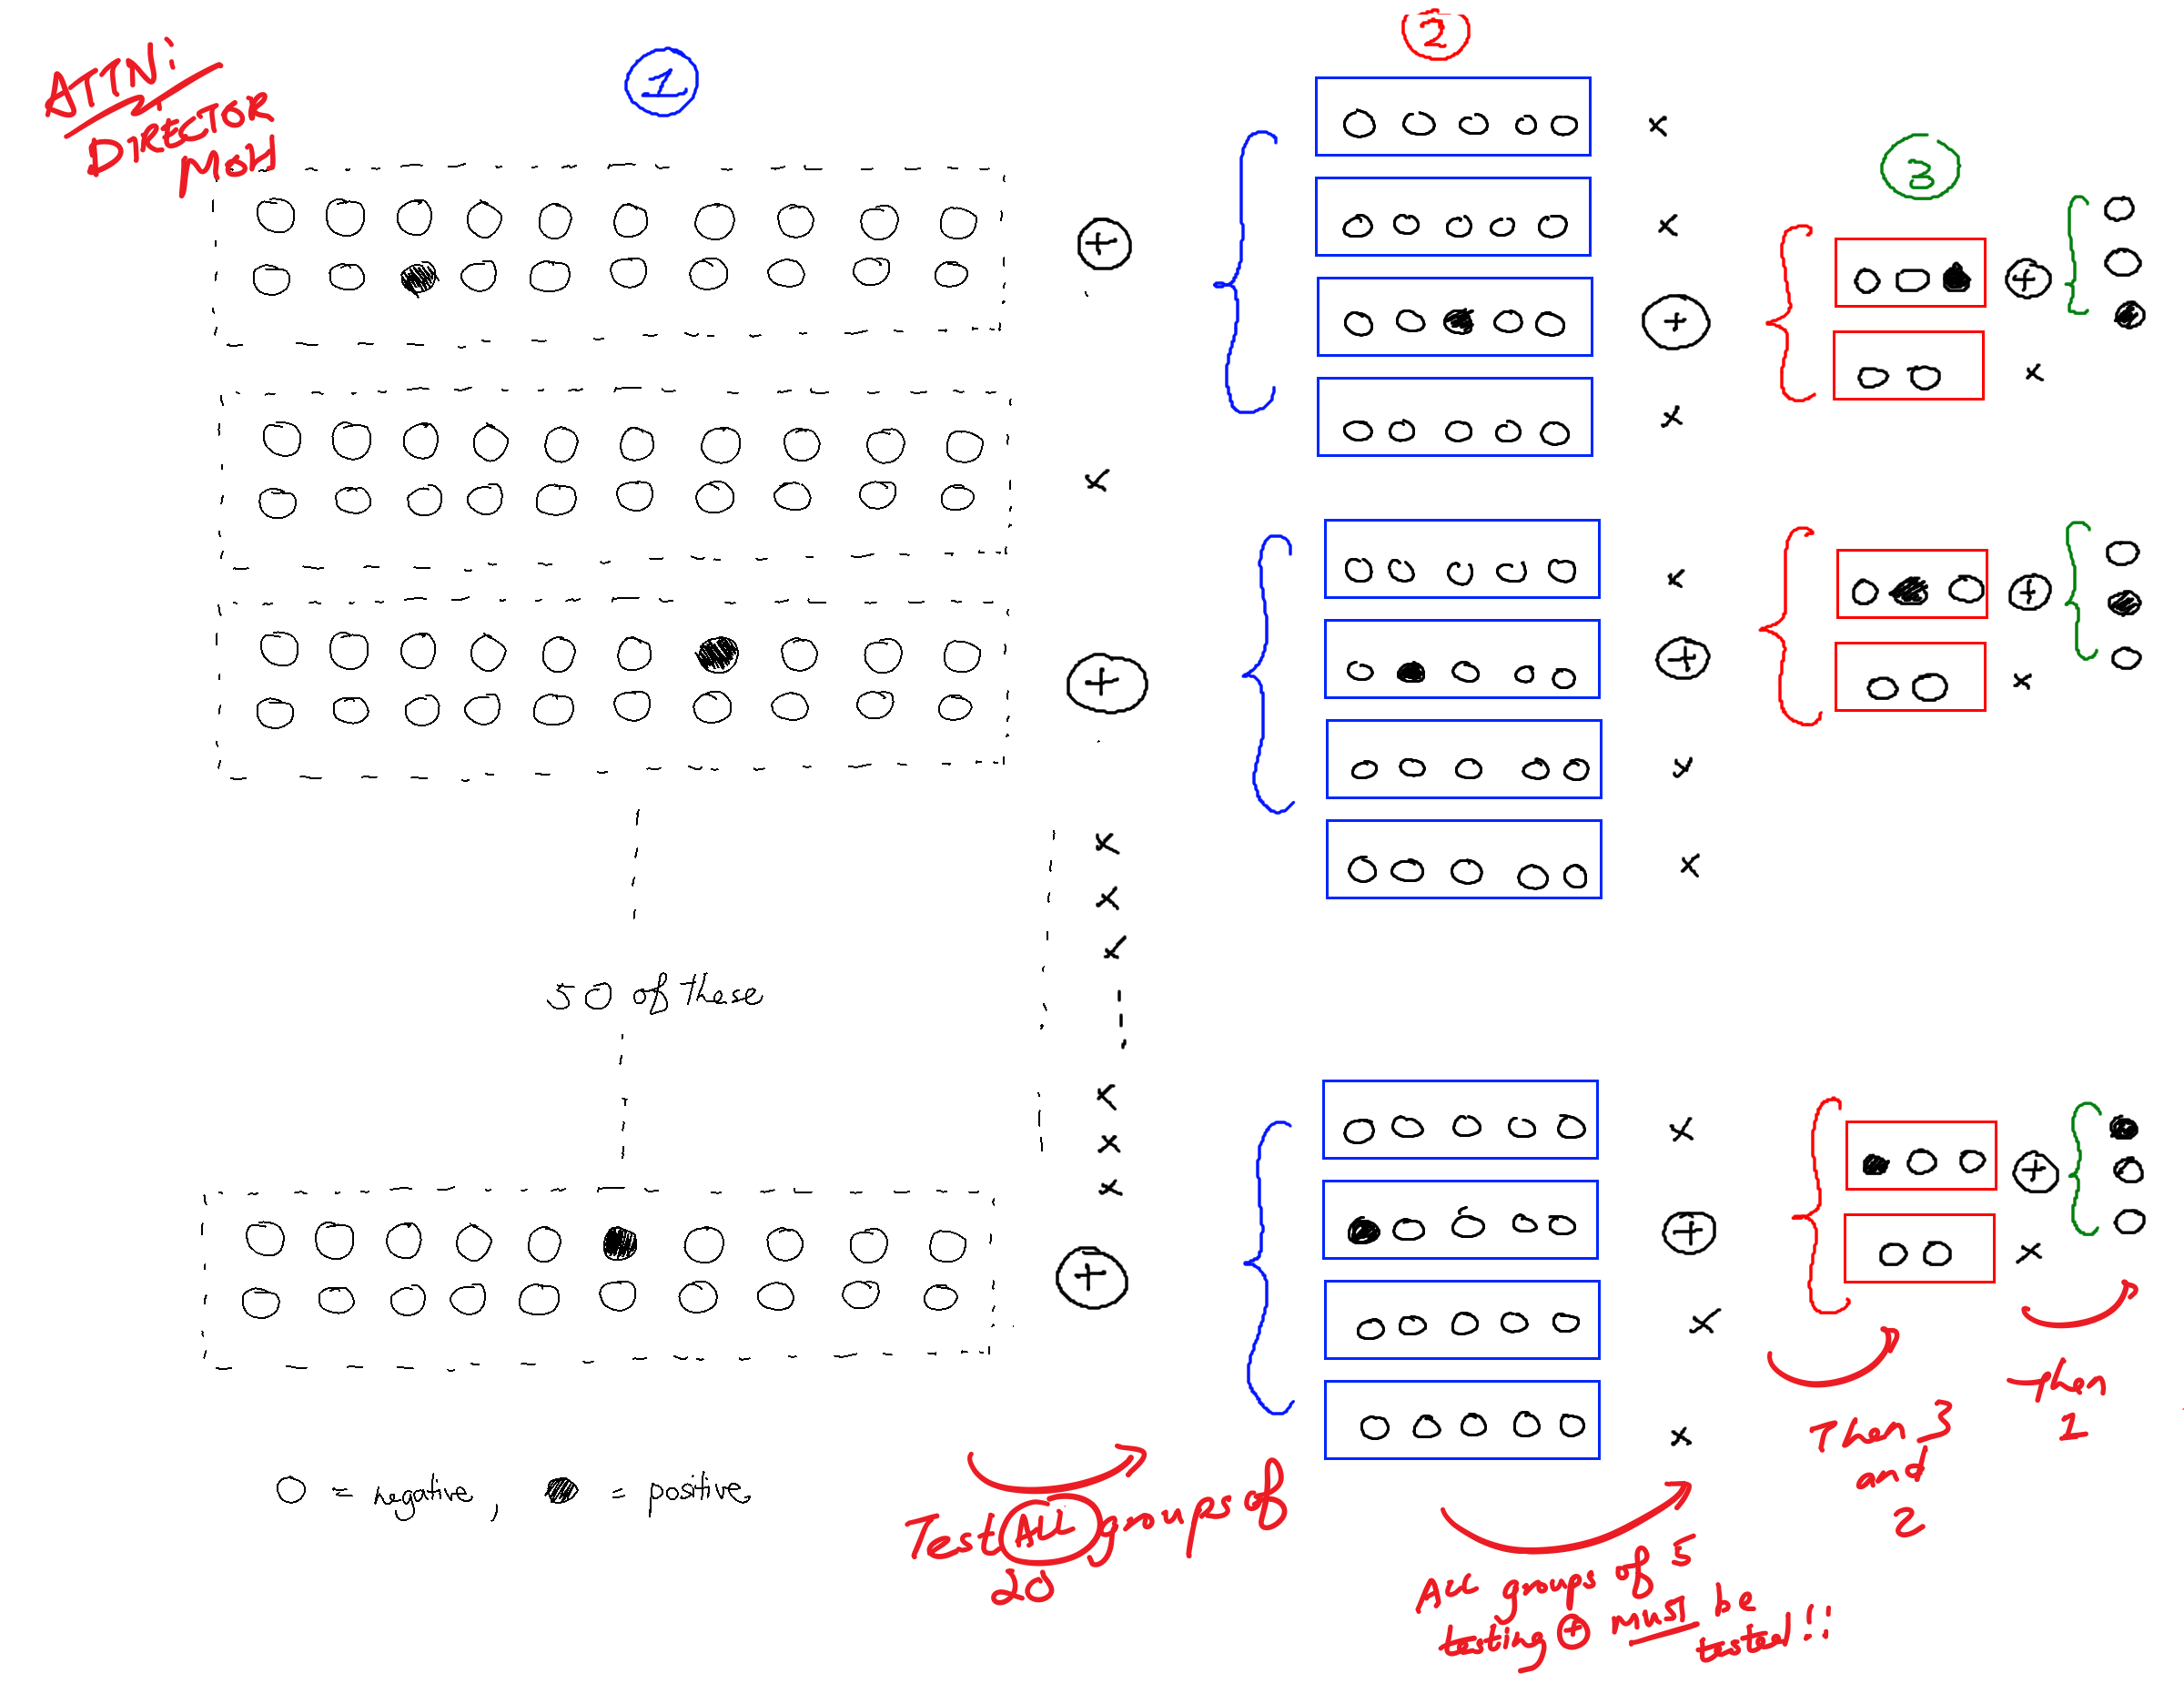 ATTN:
DIRECTOR
MOH
1
2
3
50 of these
= negative, = positive
Test ALL groups of
20
ALL groups of 5
testing + must be
tested!!
Then 3
and
2
Then
1